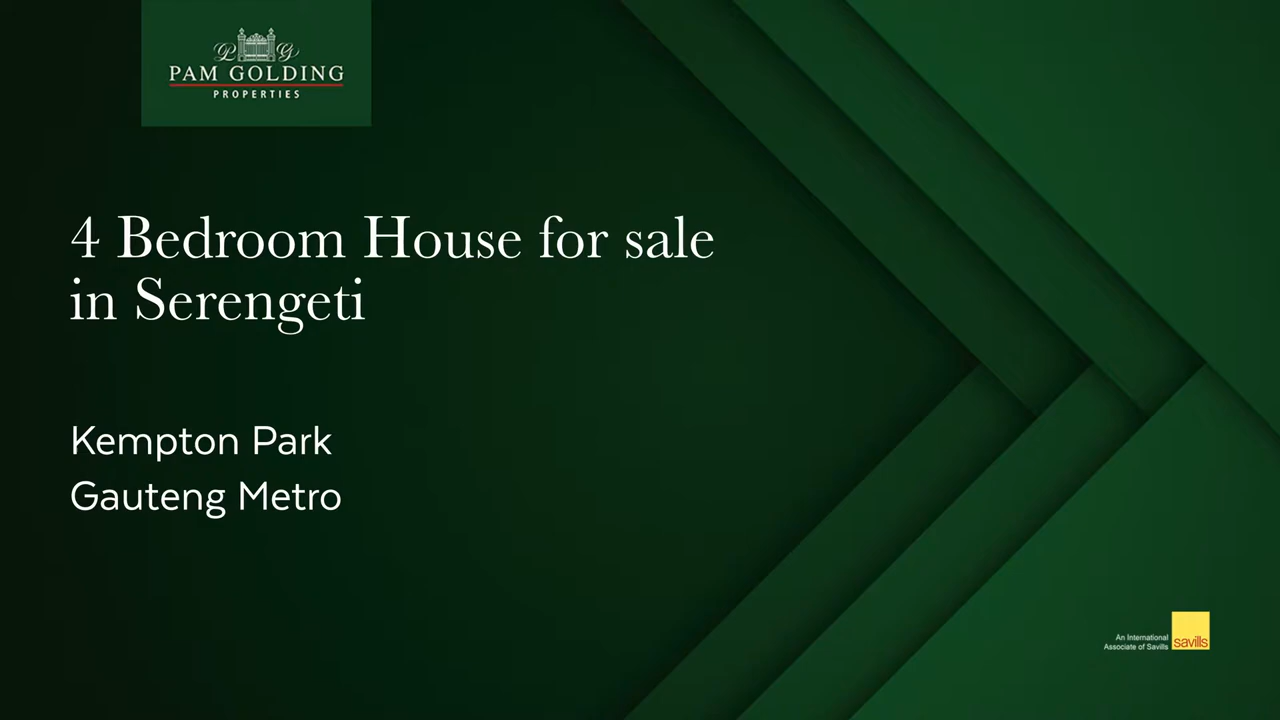 PG
PAM GOLDING
PROPERTIES
4 Bedroom House for sale
in Serengeti
Kempton Park
Gauteng Metro
An International
Associate of Savills
savills